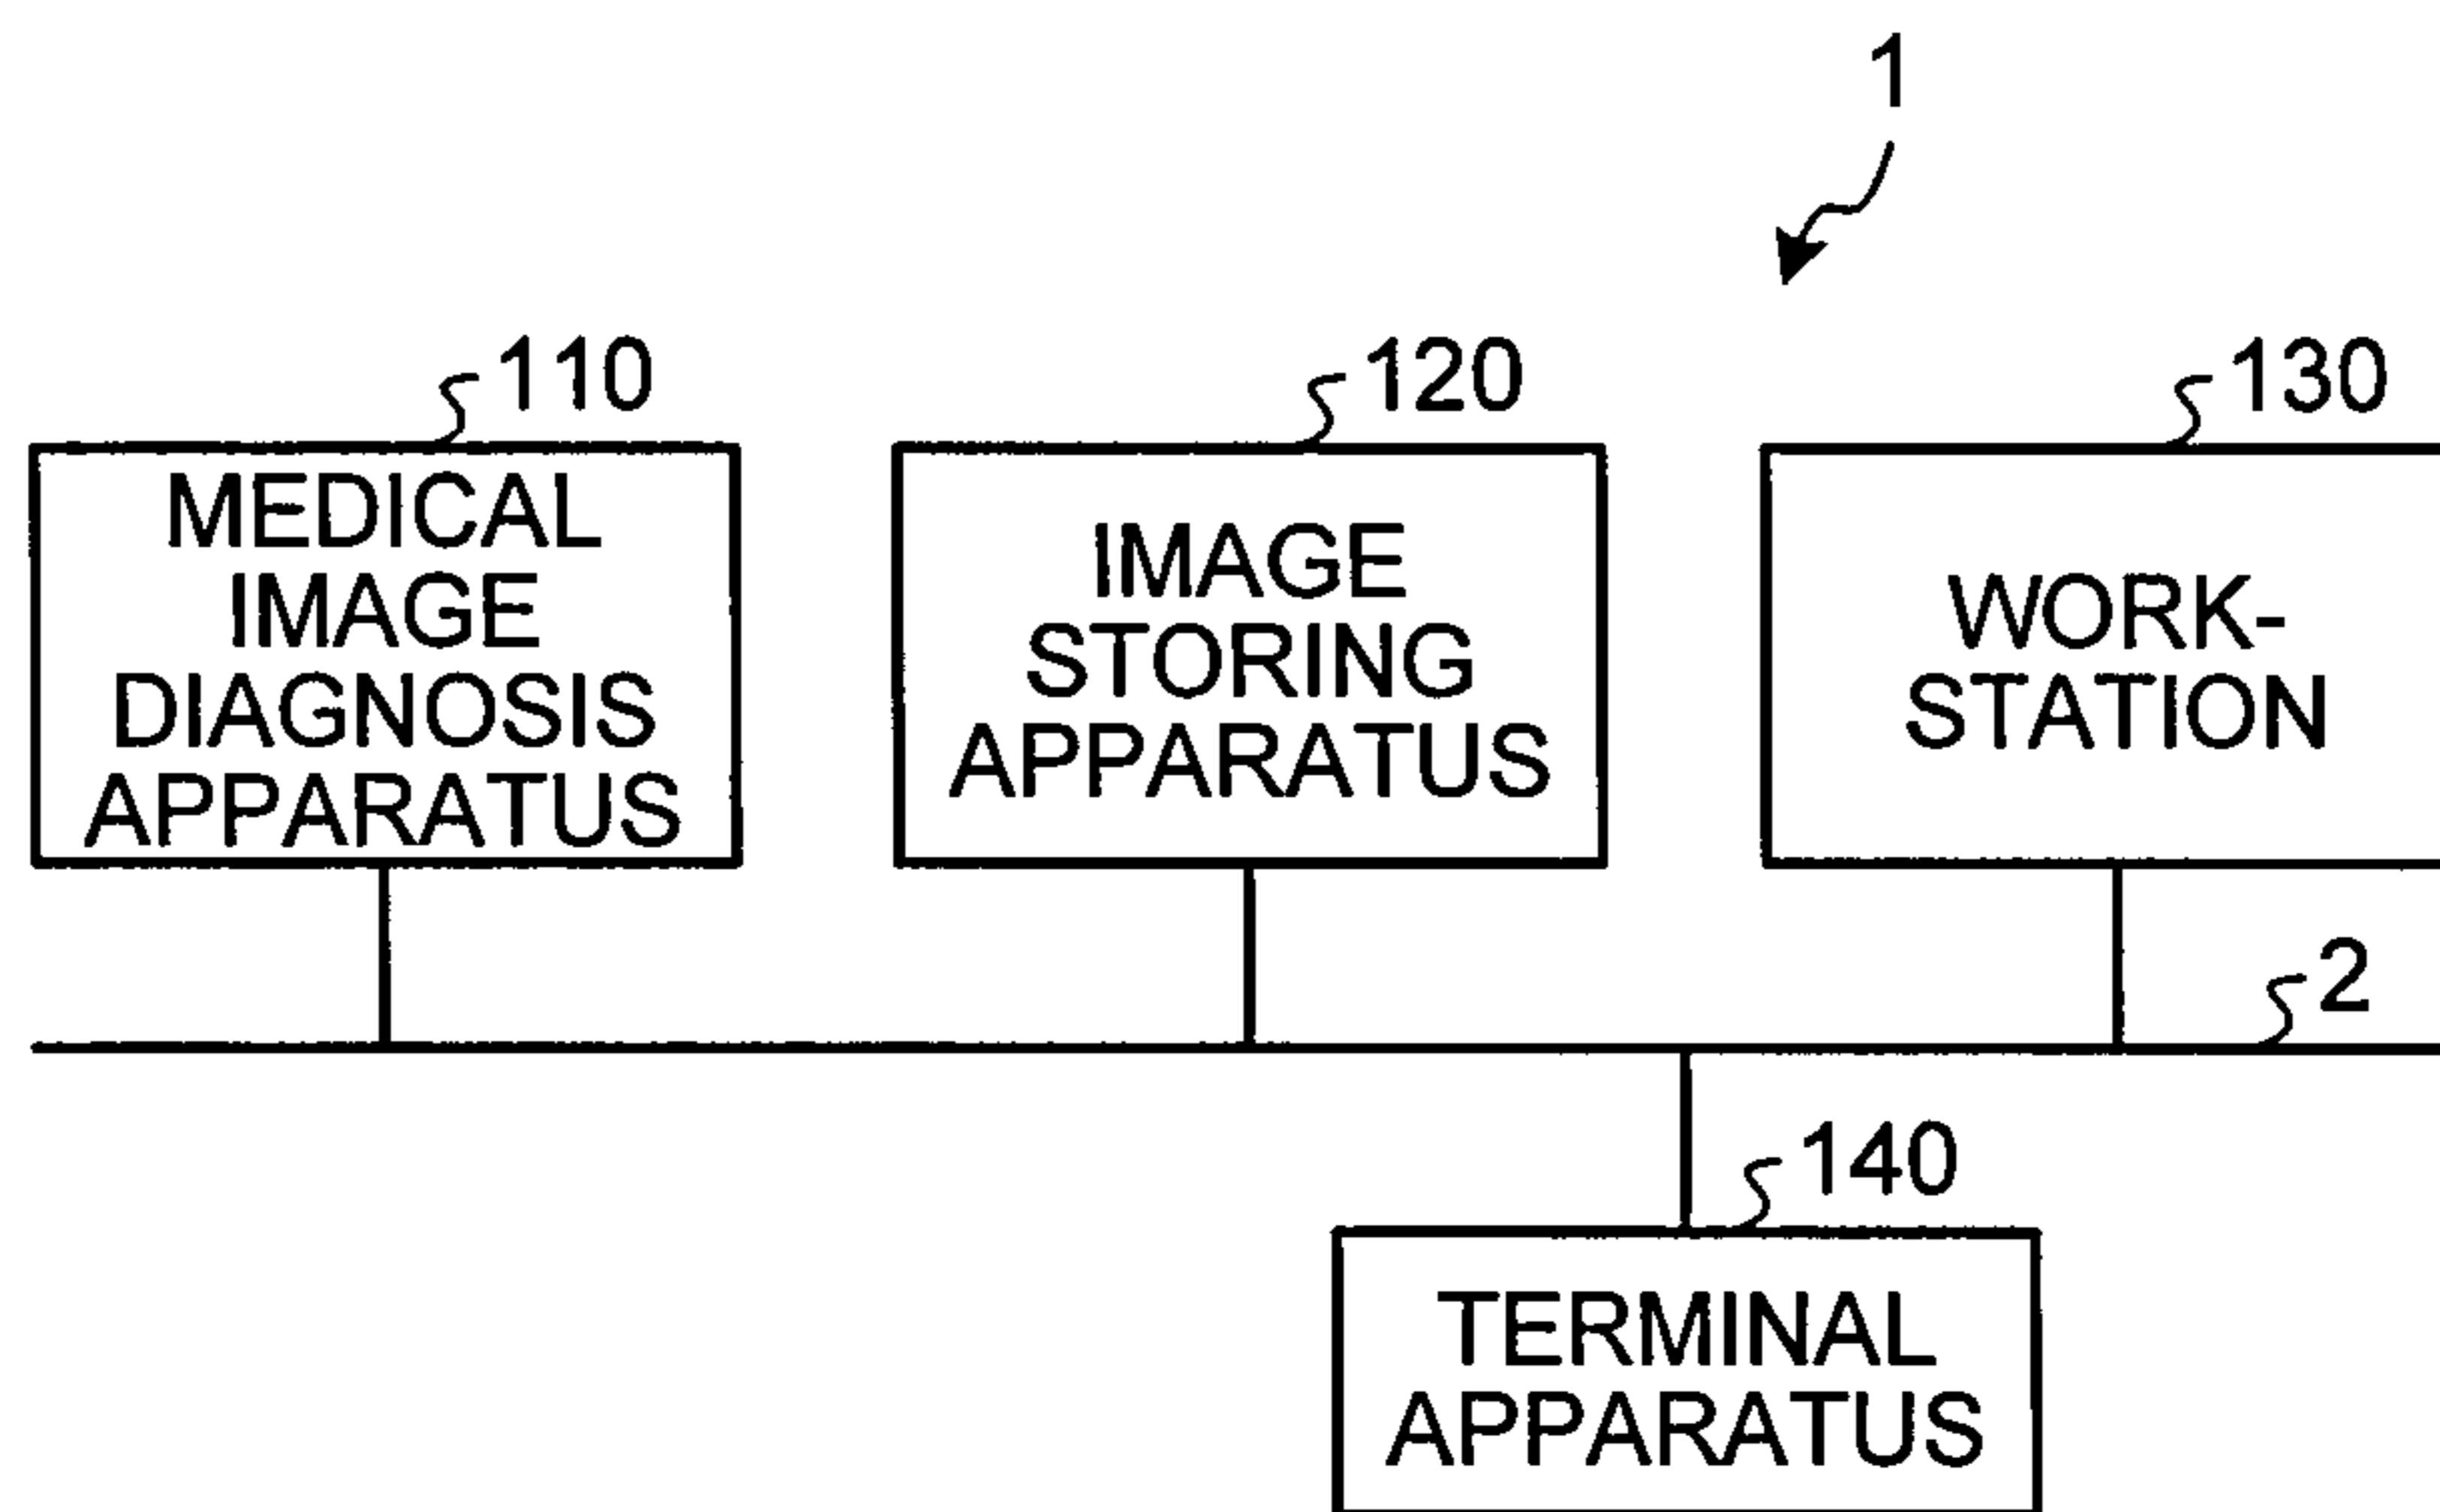 1
110
120
130
MEDICAL
IMAGE
DIAGNOSIS
APPARATUS
IMAGE
STORING
APPARATUS
WORK-
STATION
2
140
TERMINAL
APPARATUS